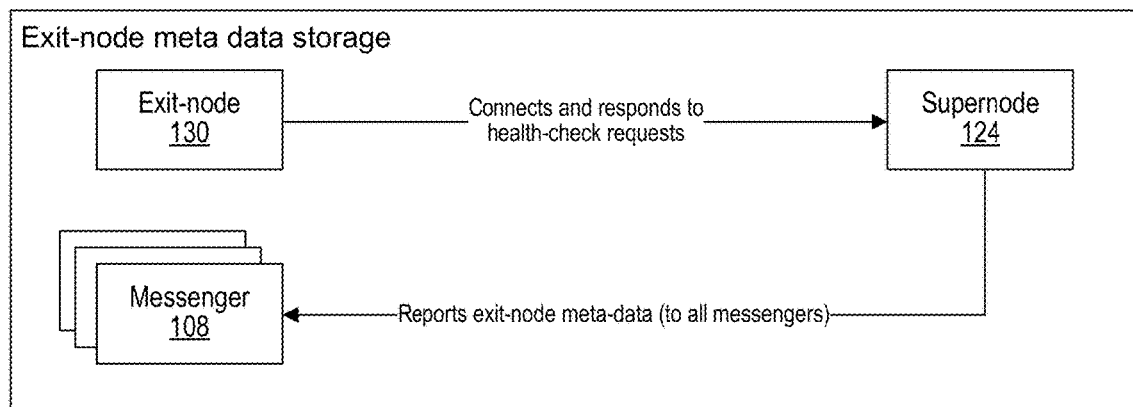 Exit-node meta data storage
Exit-node
130
Connects and responds to
health-check requests
Supernode
124
Messenger
108
Reports exit-node meta-data (to all messengers)